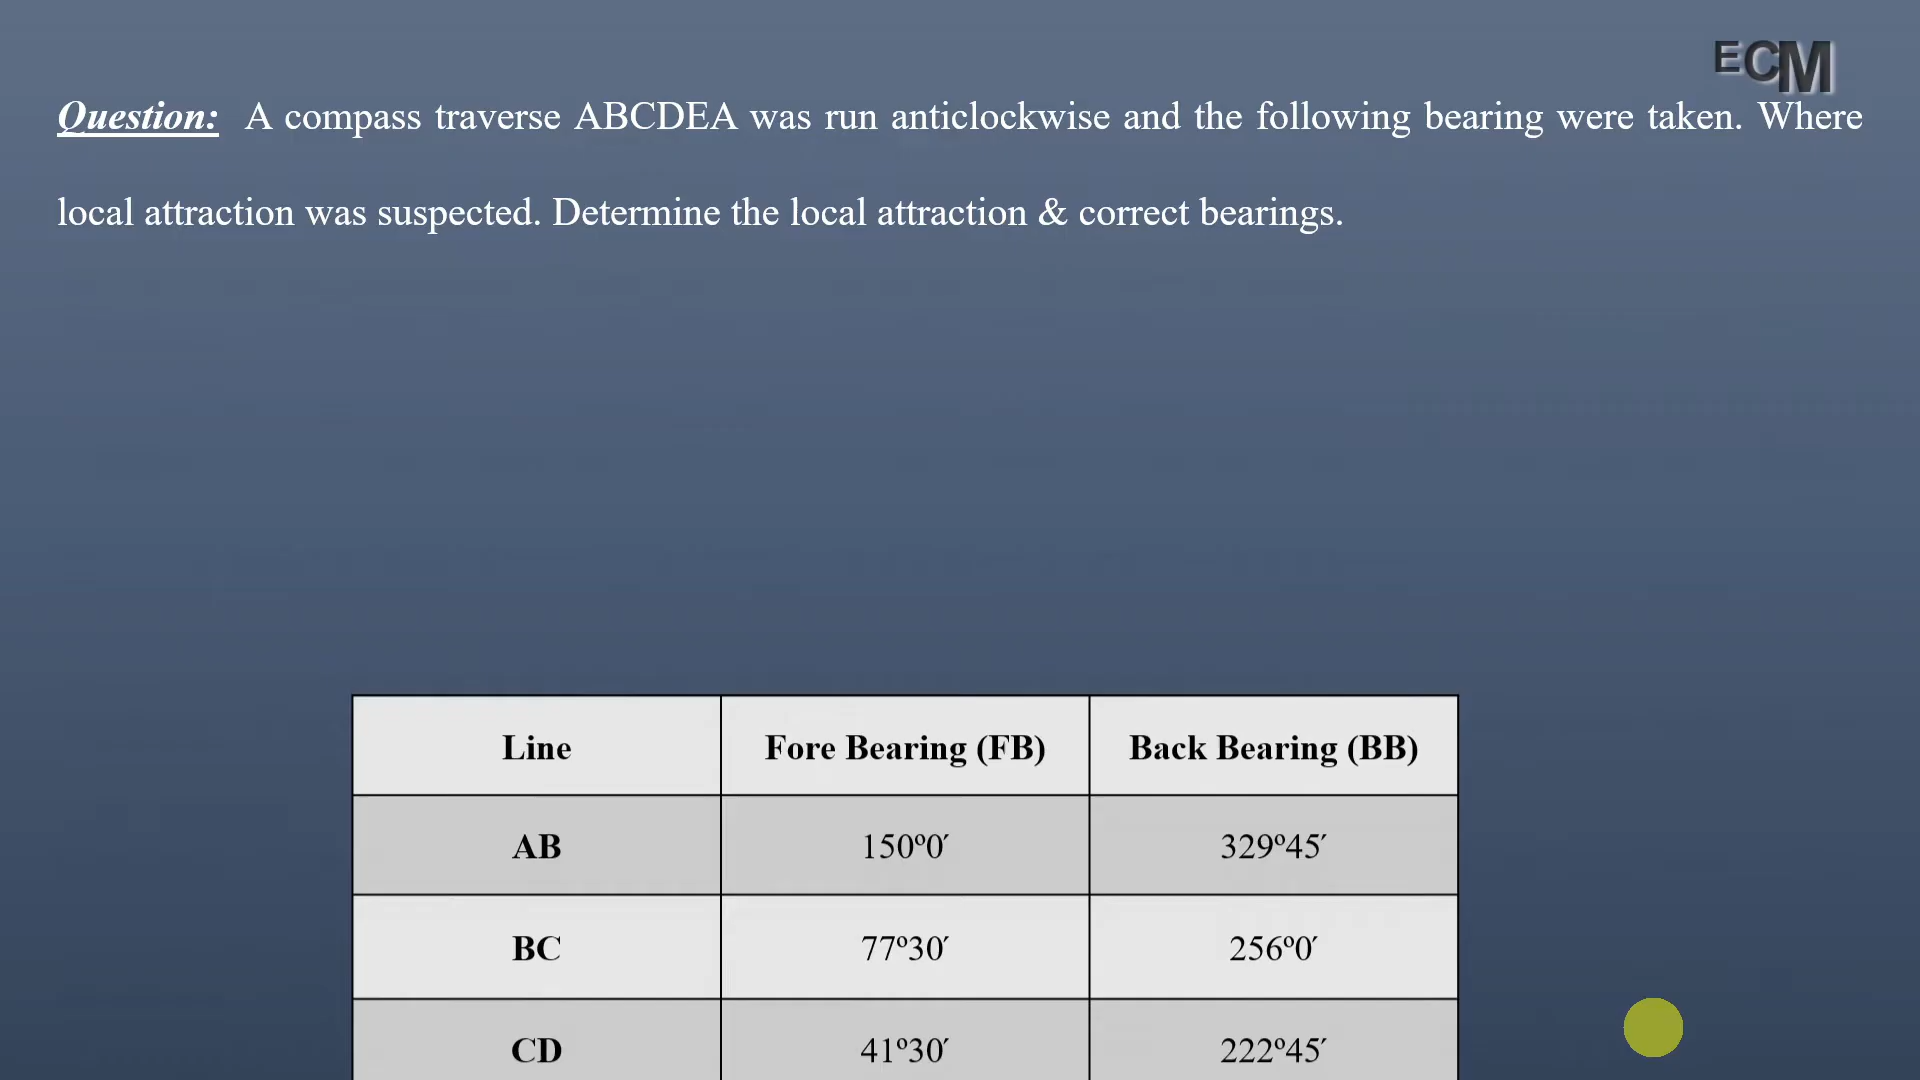 ECM
Question: A compass traverse ABCDEA was run anticlockwise and the following bearing were taken. Where
local attraction was suspected. Determine the local attraction & correct bearings.
Line Fore Bearing (FB) Back Bearing (BB)
AB 150º0′ 329º45′
BC 77º30′ 256º0′
CD 41º30′ 222º45′